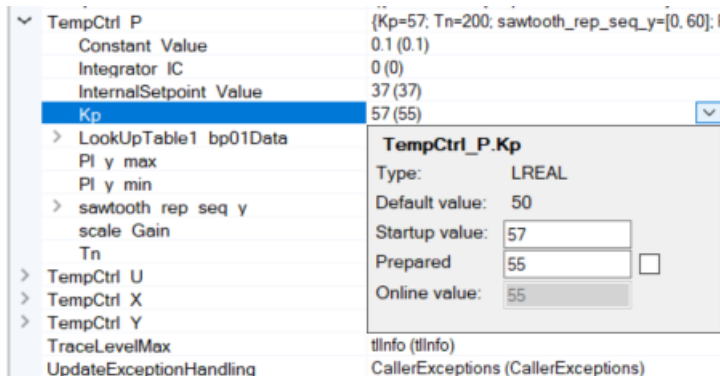 TempCtrl P {Kp=57; Tn=200; sawtooth_rep_seq_y=[0, 60];
Constant Value 0.1 (0.1)
Integrator IC 0 (0)
InternalSetpoint Value 37 (37)
Kp 57 (55)
LookUpTable1 bp01Data
PI y max
PI y min
sawtooth rep seq y
scale Gain
Tn
TempCtrl_P.Kp
Type: LREAL
Default value: 50
Startup value: 57
Prepared 55
Online value: 55
TempCtrl U
TempCtrl X
TempCtrl Y
TraceLevelMax tlInfo (tlInfo)
UpdateExceptionHandling CallerExceptions (CallerExceptions)